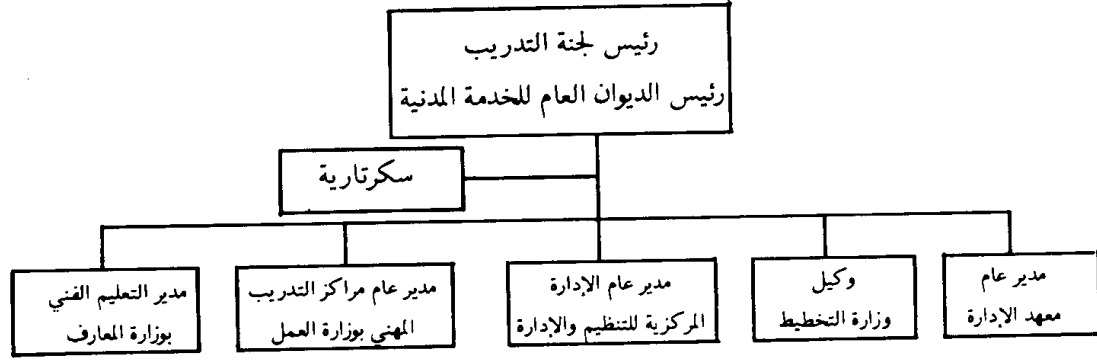 رئيس لجنة التدريب
رئيس الديوان العام للخدمة المدنية
سكرتارية
مدير عام
معهد الإدارة
وكيل
وزارة التخطيط
مدير عام الإدارة
المركزية للتنظيم والإدارة
مدير عام مراكز التدريب
المهني بوزارة العمل
مدير التعليم الفني
بوزارة المعارف